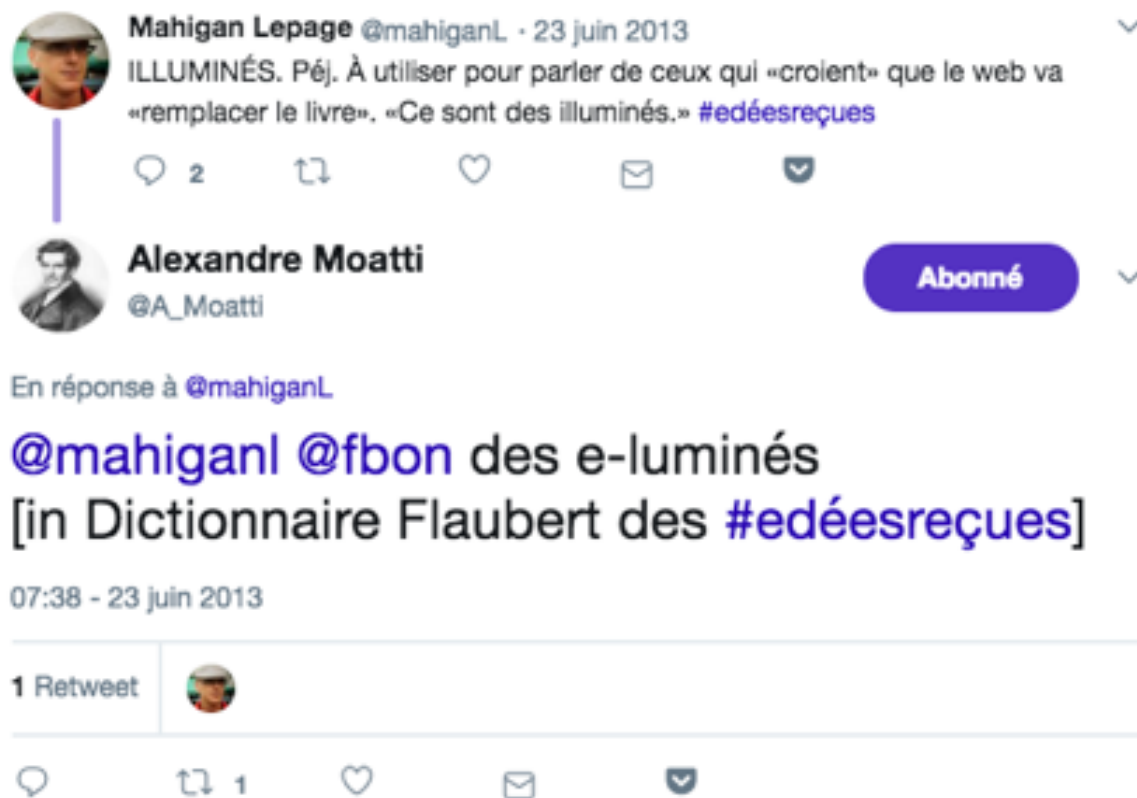 Mahigan Lepage @mahiganL · 23 juin 2013
ILLUMINÉS. Péj. À utiliser pour parler de ceux qui «croient» que le web va
«remplacer le livre». «Ce sont des illuminés.» #edéesreçues
2
Alexandre Moatti
@A_Moatti
Abonné
En réponse à @mahiganL
@mahiganl @fbon des e-luminés
[in Dictionnaire Flaubert des #edéesreçues]
07:38 - 23 juin 2013
1 Retweet
1